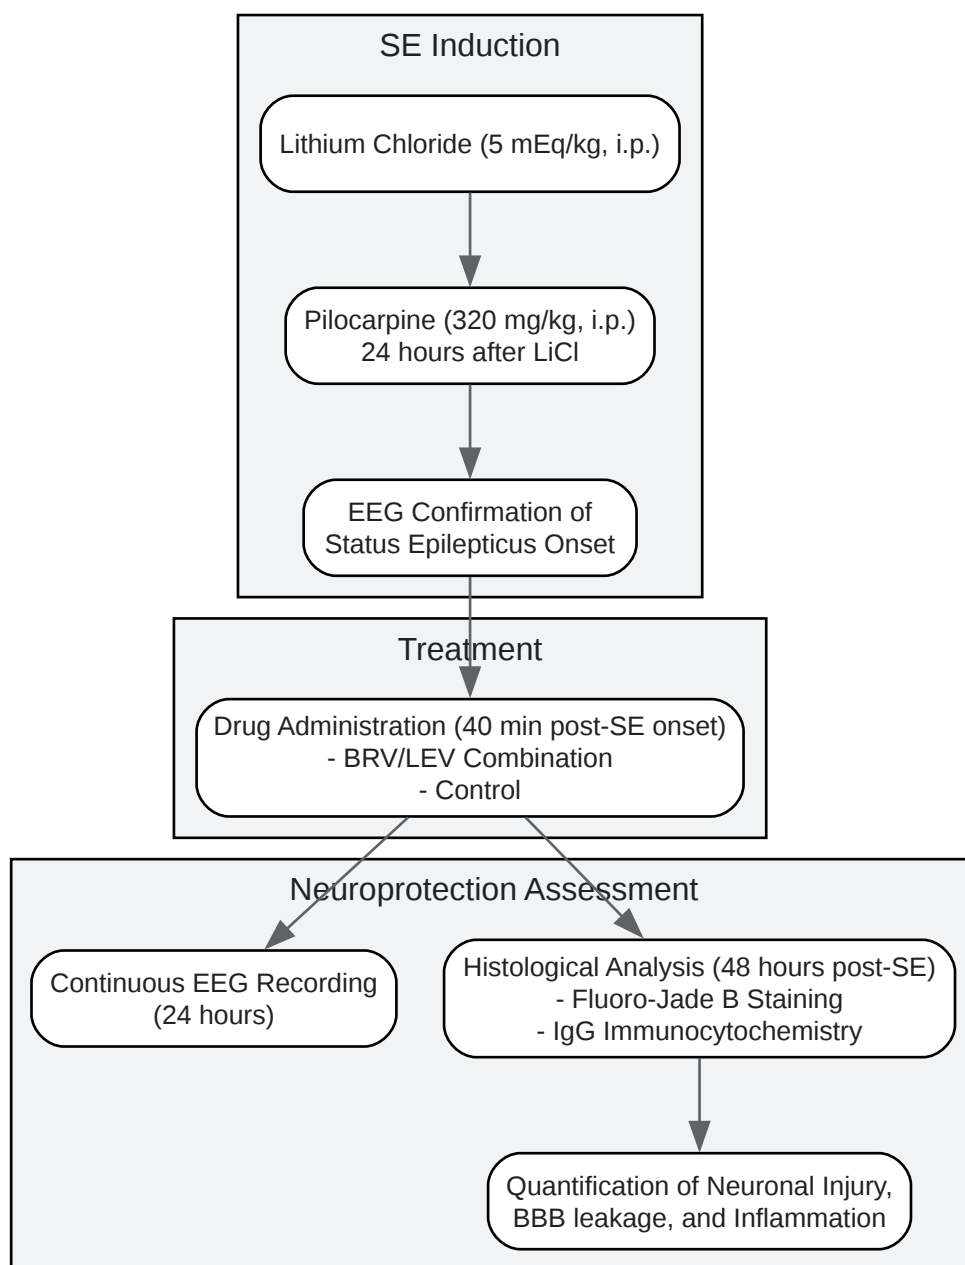 SE Induction
Lithium Chloride (5 mEq/kg, i.p.)
Pilocarpine (320 mg/kg, i.p.)
24 hours after LiCl
EEG Confirmation of
Status Epilepticus Onset
Treatment
Drug Administration (40 min post-SE onset)
- BRV/LEV Combination
- Control
Neuroprotection Assessment
Continuous EEG Recording
(24 hours)
Histological Analysis (48 hours post-SE)
- Fluoro-Jade B Staining
- IgG Immunocytochemistry
Quantification of Neuronal Injury,
BBB leakage, and Inflammation